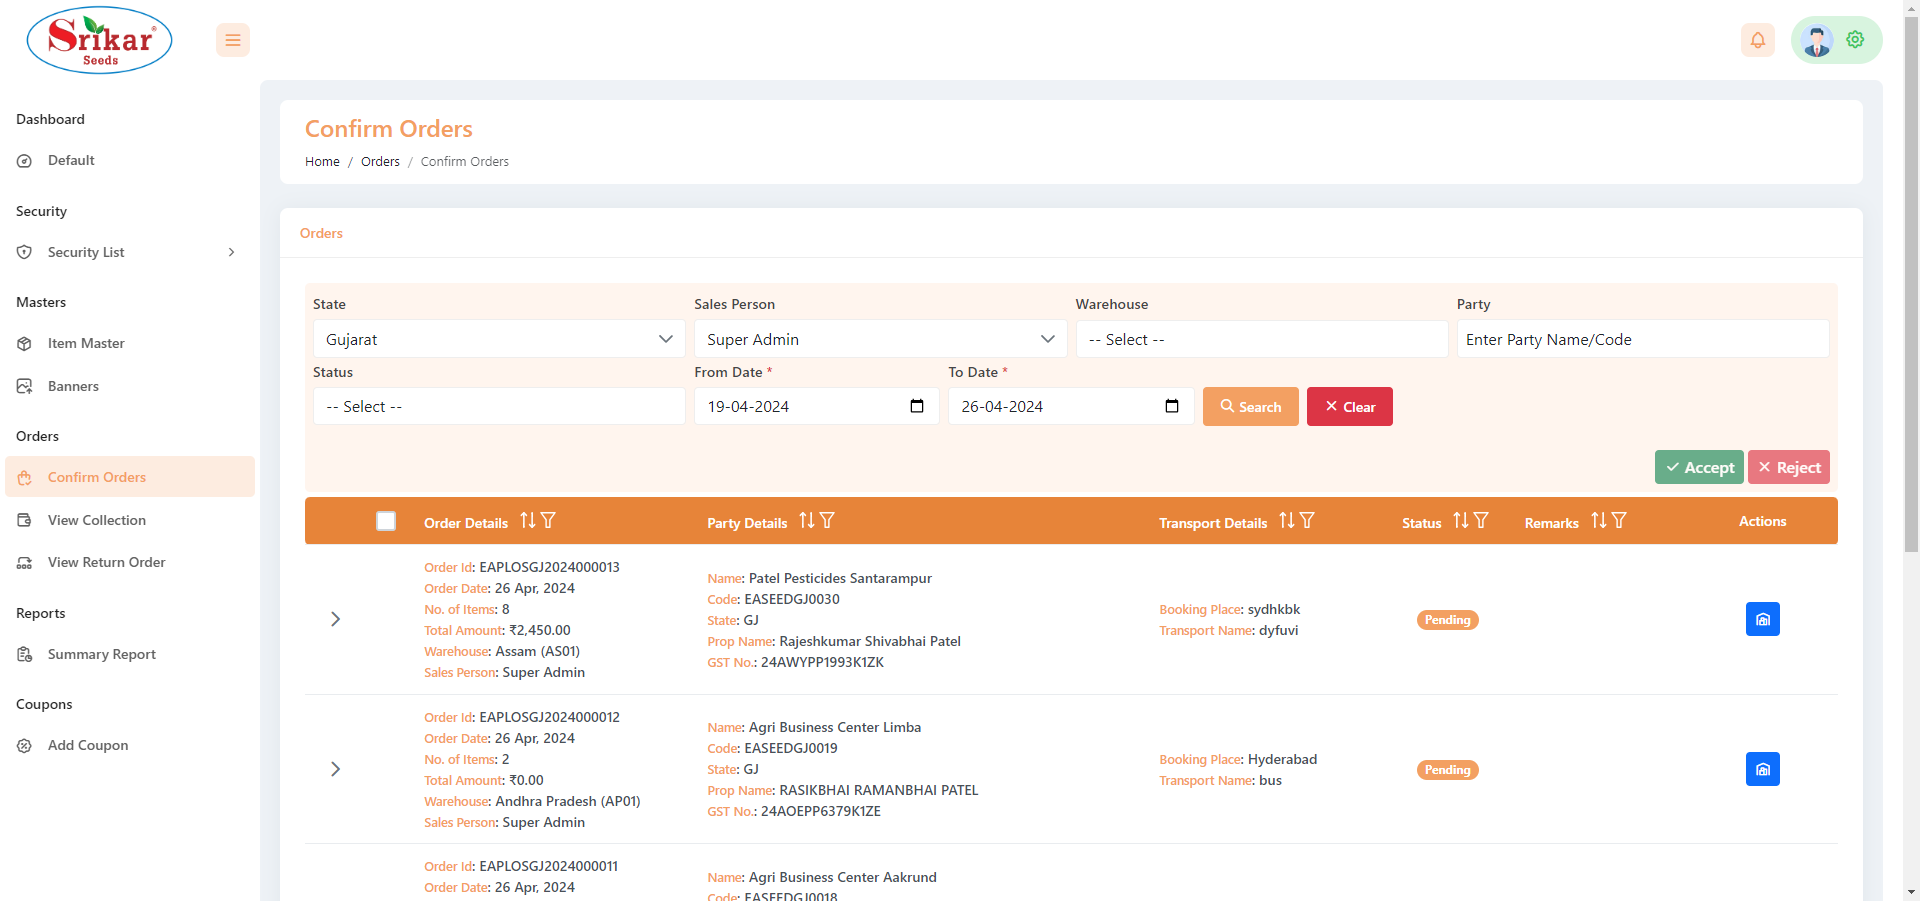 Srikar®
Seeds
Dashboard
Default
Security
Security List
Masters
Item Master
Banners
Orders
Confirm Orders
View Collection
View Return Order
Reports
Summary Report
Coupons
Add Coupon
Confirm Orders
Home / Orders / Confirm Orders
Orders
State
Gujarat
Sales Person
Super Admin
Warehouse
-- Select --
Party
Enter Party Name/Code
Status
-- Select --
From Date *
19-04-2024
To Date *
26-04-2024
Search
Clear
Accept
Reject
Order Details
Party Details
Transport Details
Status
Remarks
Actions
Order Id: EAPLOSGJ2024000013
Order Date: 26 Apr, 2024
No. of Items: 8
Total Amount: ₹2,450.00
Warehouse: Assam (AS01)
Sales Person: Super Admin
Name: Patel Pesticides Santarampur
Code: EASEEDGJ0030
State: GJ
Prop Name: Rajeshkumar Shivabhai Patel
GST No.: 24AWYPP1993K1ZK
Booking Place: sydhkbk
Transport Name: dyfuvi
Pending
Order Id: EAPLOSGJ2024000012
Order Date: 26 Apr, 2024
No. of Items: 2
Total Amount: ₹0.00
Warehouse: Andhra Pradesh (AP01)
Sales Person: Super Admin
Name: Agri Business Center Limba
Code: EASEEDGJ0019
State: GJ
Prop Name: RASIKBHAI RAMANBHAI PATEL
GST No.: 24AOEPP6379K1ZE
Booking Place: Hyderabad
Transport Name: bus
Pending
Order Id: EAPLOSGJ2024000011
Order Date: 26 Apr, 2024
Name: Agri Business Center Aakrund
Code: EASEEDGJ0018